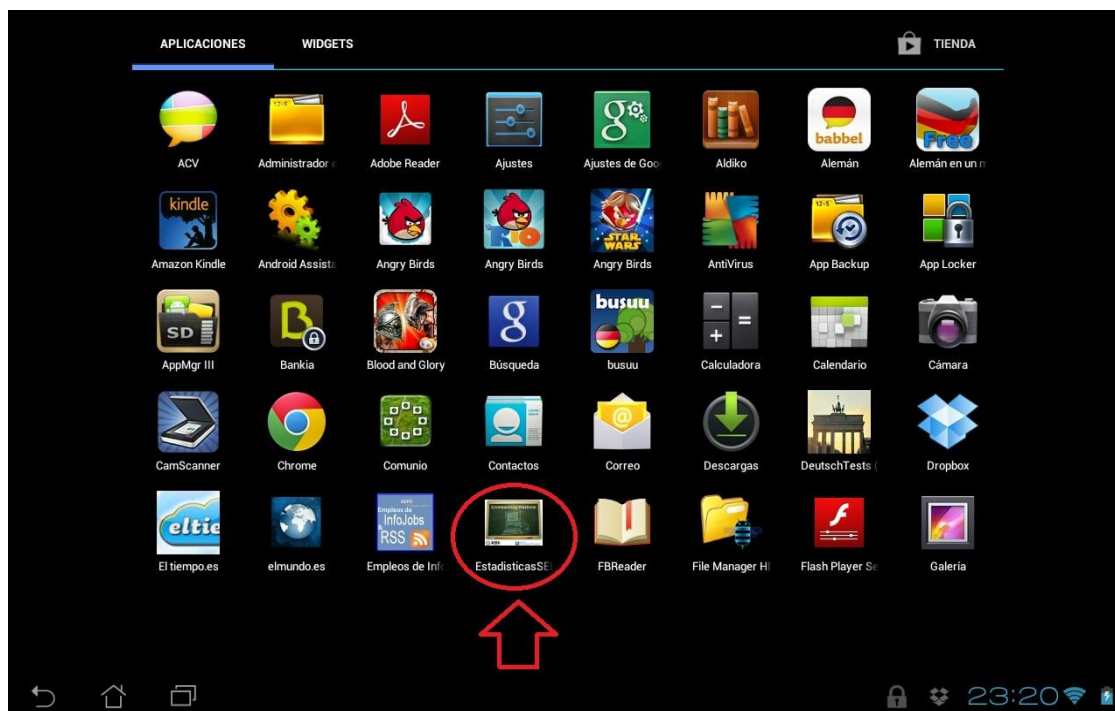 APLICACIONES WIDGETS TIENDA
12-5
babbel
Free
ACV Administrador d Adobe Reader Ajustes Ajustes de Goo Aldiko Alemán Alemán en un m
kindle
RIO
STAR
WARS
12-5
Amazon Kindle Android Assista Angry Birds Angry Birds Angry Birds AntiVirus App Backup App Locker
SD
busuu
AppMgr III Bankia Blood and Glory Búsqueda busuu Calculadora Calendario Cámara
CamScanner Chrome Comunio Contactos Correo Descargas DeutschTests ( Dropbox
eltie
Empleos de
InfoJobs
RSS
El tiempo.es elmundo.es Empleos de Info EstadisticasSE FBReader File Manager H Flash Player Se Galería
23:20